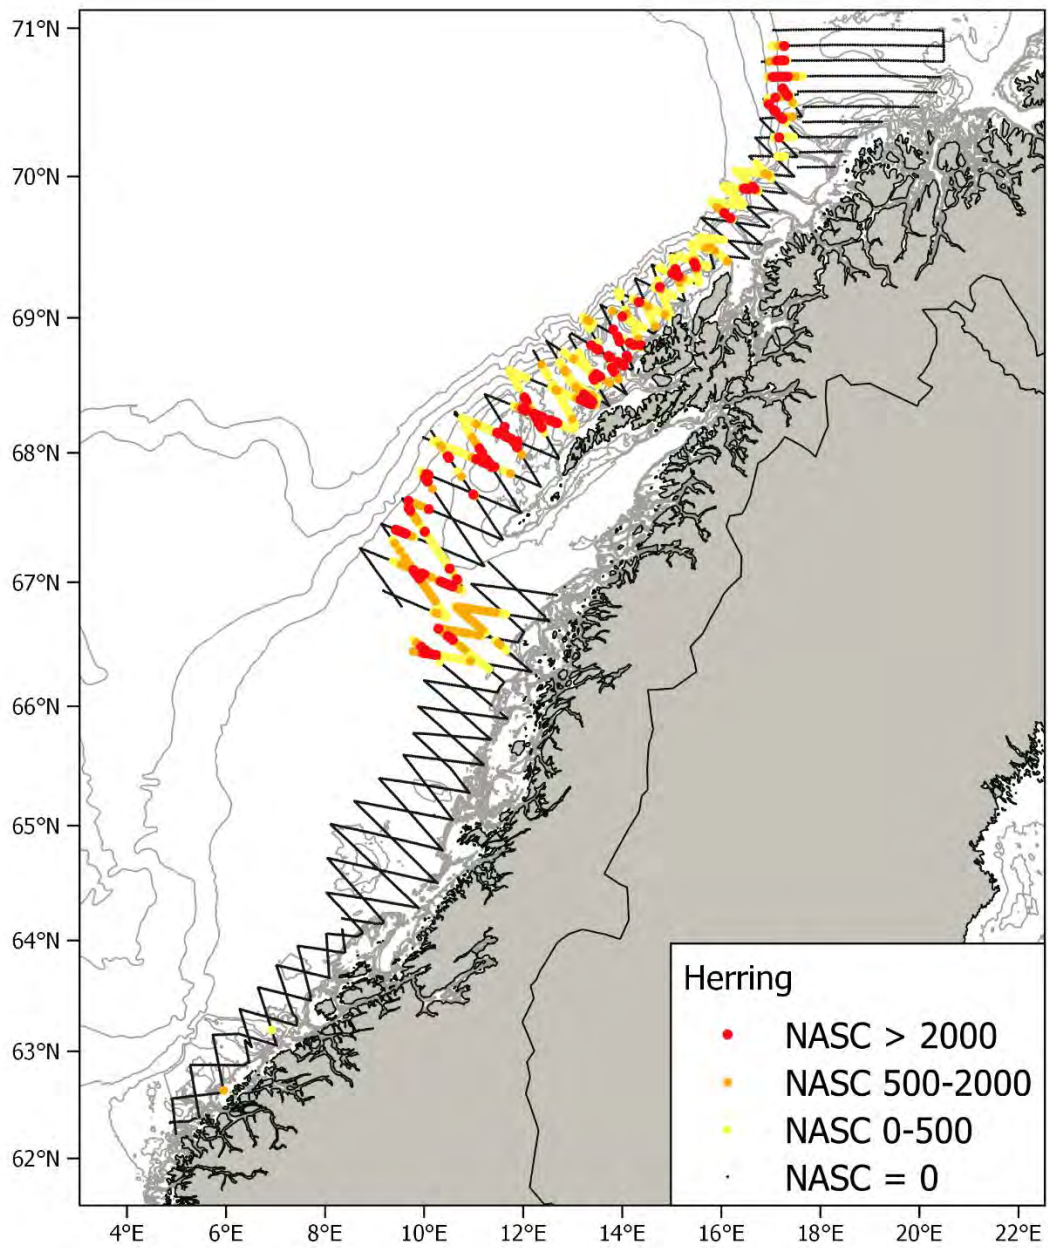 71°N
70°N
69°N
68°N
67°N
66°N
65°N
64°N
63°N
62°N
Herring
NASC > 2000
NASC 500-2000
NASC 0-500
NASC = 0
4°E 6°E 8°E 10°E 12°E 14°E 16°E 18°E 20°E 22°E